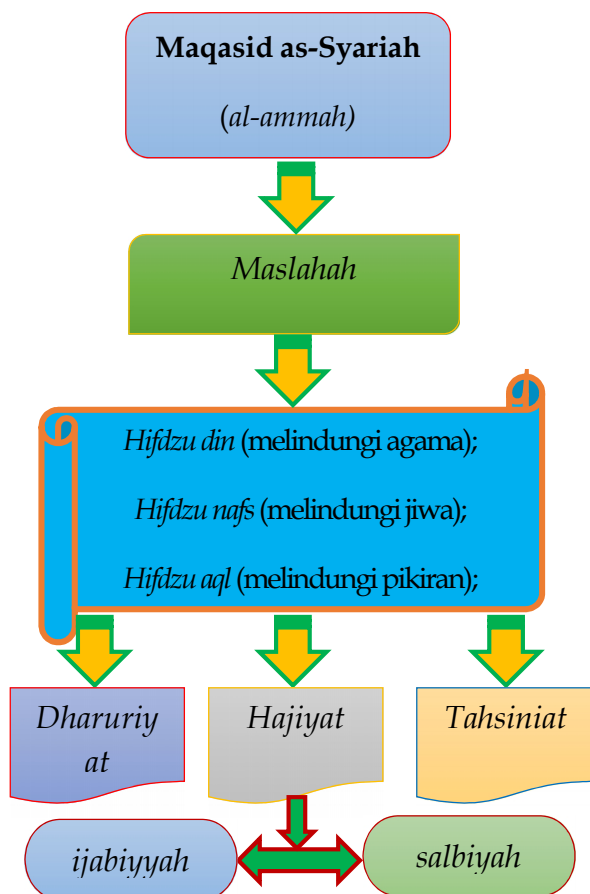 Maqasid as-Syariah
(al-ammah)
Maslahah
Hifdzu din (melindungi agama);
Hifdzu nafs (melindungi jiwa);
Hifdzu aql (melindungi pikiran);
Dharuriy
at
Hajiyat
Tahsiniat
ijabiyyah
salbiyah